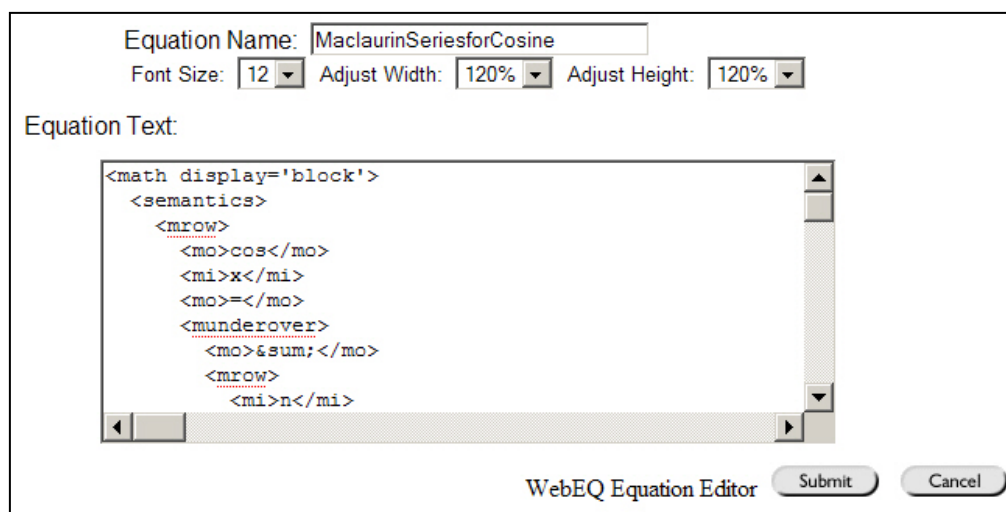 Equation Name: MaclaurinSeriesforCosine
Font Size: 12 Adjust Width: 120% Adjust Height: 120%
Equation Text:
<math display='block'>
  <semantics>
    <mrow>
      <mo>cos</mo>
      <mi>x</mi>
      <mo>=</mo>
      <munderover>
        <mo>&sum;</mo>
        <mrow>
          <mi>n</mi>
WebEQ Equation Editor Submit Cancel